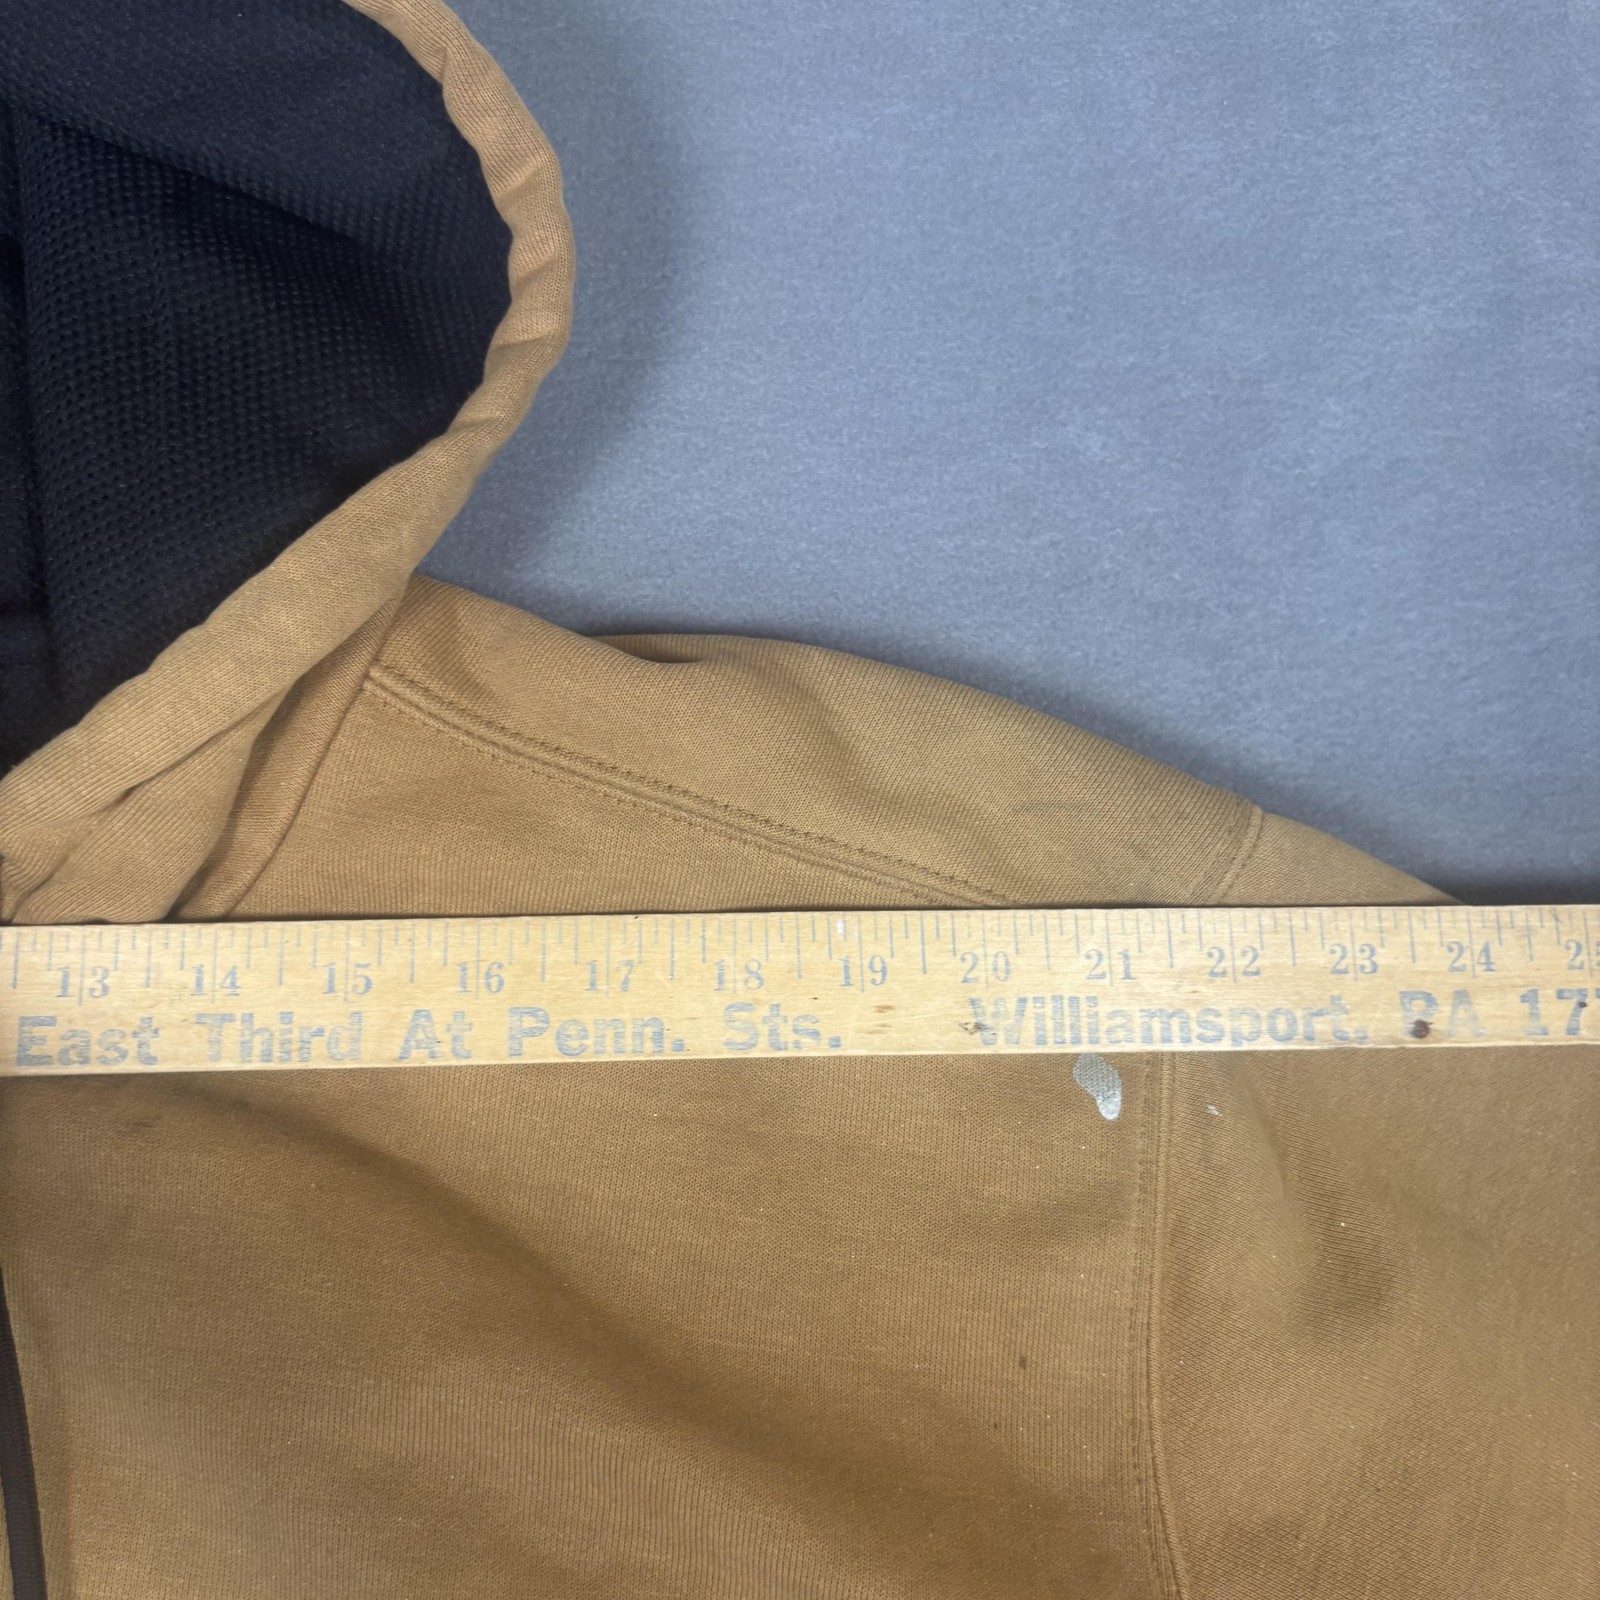 13 14 15 16 17 18 19 20 21 22 23 24
East Third At Penn. Sts. Williamsport, PA 17